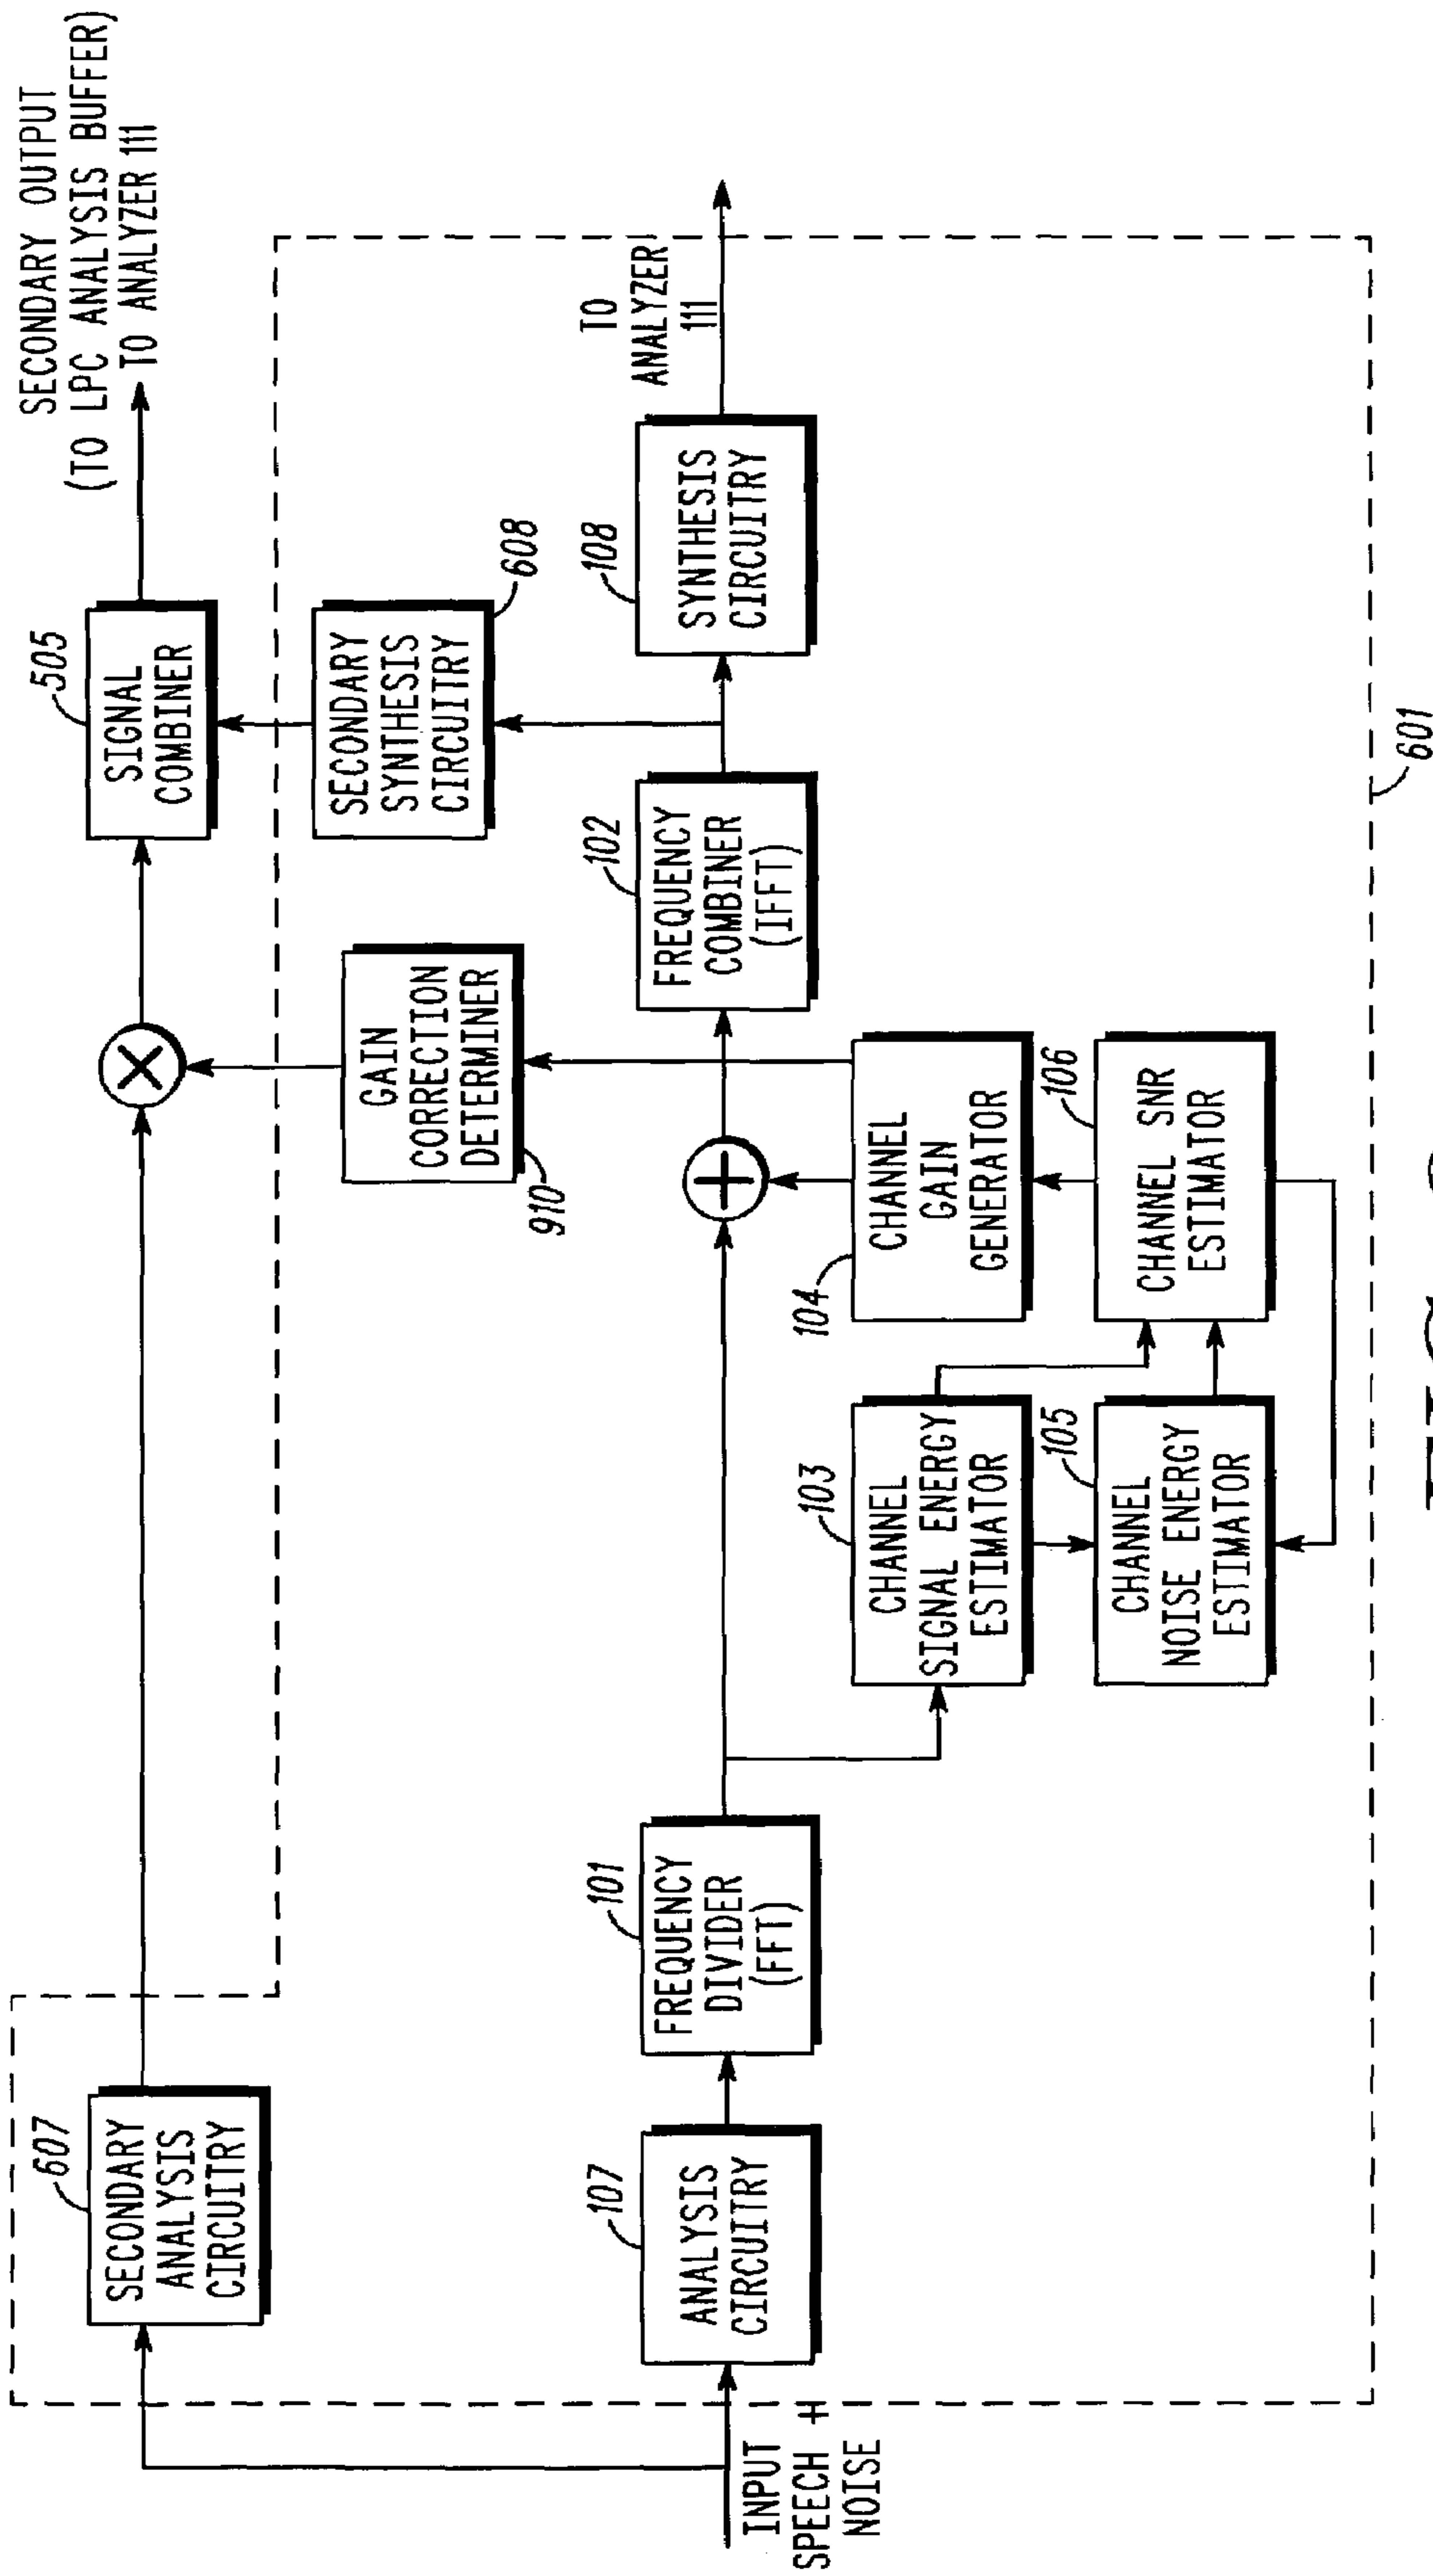 SECONDARY OUTPUT
(TO LPC ANALYSIS BUFFER)
TO ANALYZER 111
607
SECONDARY
ANALYSIS
CIRCUITRY
505
SIGNAL
COMBINER
910
GAIN
CORRECTION
DETERMINER
SECONDARY
SYNTHESIS
CIRCUITRY
608
INPUT
SPEECH +
NOISE
107
ANALYSIS
CIRCUITRY
101
FREQUENCY
DIVIDER
(FFT)
102
FREQUENCY
COMBINER
(IFFT)
108
SYNTHESIS
CIRCUITRY
TO
ANALYZER
111
103
CHANNEL
SIGNAL ENERGY
ESTIMATOR
104
CHANNEL
GAIN
GENERATOR
105
CHANNEL
NOISE ENERGY
ESTIMATOR
106
CHANNEL SNR
ESTIMATOR
601